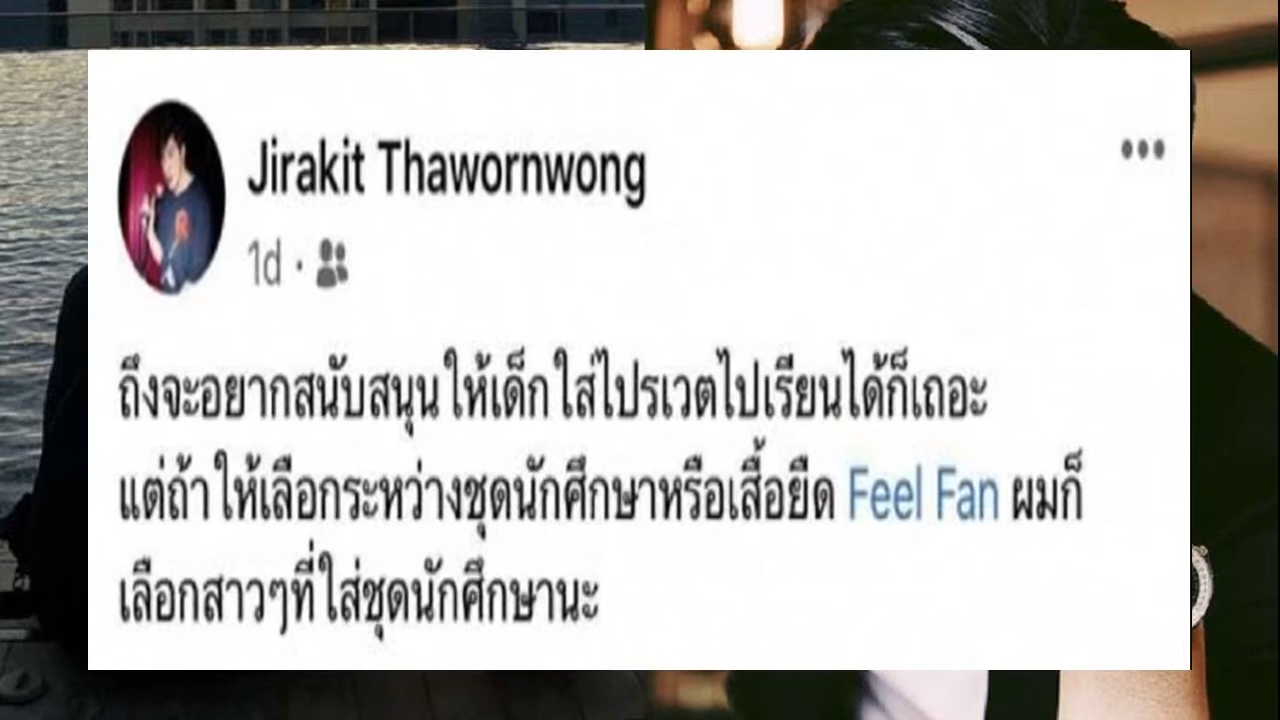 Jirakit Thawornwong
1d
ถึงจะอยากสนับสนุนให้เด็กใส่ไปรเวตไปเรียนได้ก็เถอะ
แต่ถ้าให้เลือกระหว่างชุดนักศึกษาหรือเสื้อยืด Feel Fan ผมก็
เลือกสาวๆที่ใส่ชุดนักศึกษานะ